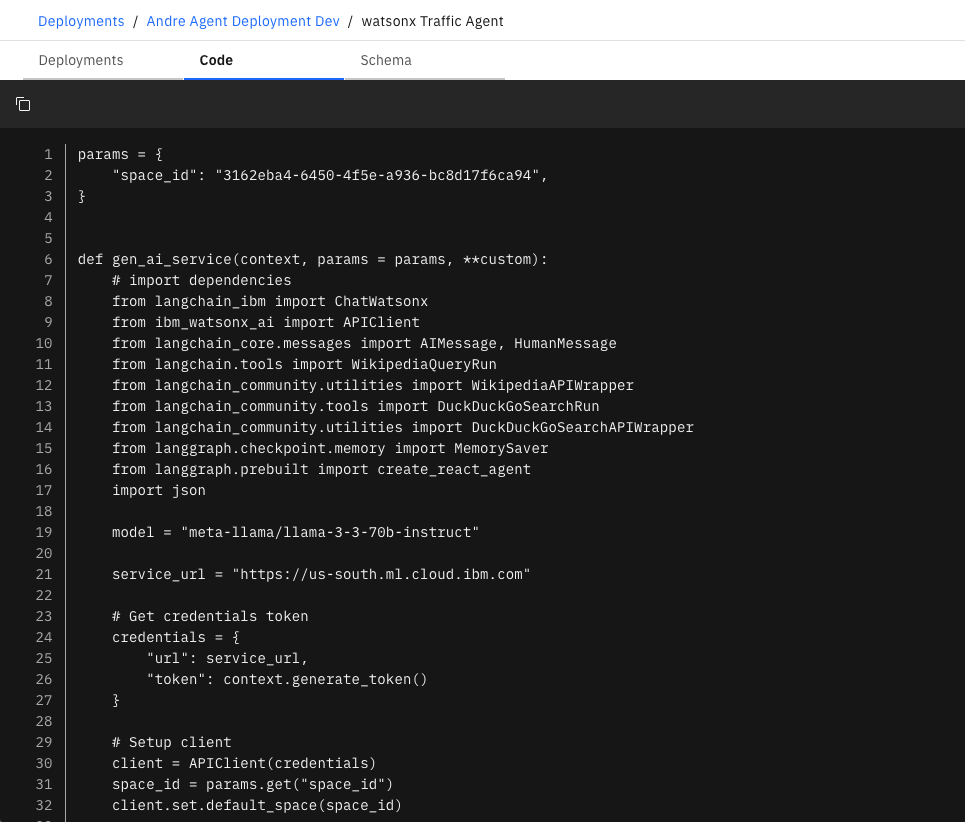 Deployments / Andre Agent Deployment Dev / watsonx Traffic Agent
Deployments Code Schema
1 params = {
2     "space_id": "3162eba4-6450-4f5e-a936-bc8d17f6ca94",
3 }
4
5
6 def gen_ai_service(context, params = params, **custom):
7     # import dependencies
8     from langchain_ibm import ChatWatsonx
9     from ibm_watsonx_ai import APIClient
10     from langchain_core.messages import AIMessage, HumanMessage
11     from langchain.tools import WikipediaQueryRun
12     from langchain_community.utilities import WikipediaAPIWrapper
13     from langchain_community.tools import DuckDuckGoSearchRun
14     from langchain_community.utilities import DuckDuckGoSearchAPIWrapper
15     from langgraph.checkpoint.memory import MemorySaver
16     from langgraph.prebuilt import create_react_agent
17     import json
18
19     model = "meta-llama/llama-3-3-70b-instruct"
20
21     service_url = "https://us-south.ml.cloud.ibm.com"
22
23     # Get credentials token
24     credentials = {
25         "url": service_url,
26         "token": context.generate_token()
27     }
28
29     # Setup client
30     client = APIClient(credentials)
31     space_id = params.get("space_id")
32     client.set.default_space(space_id)